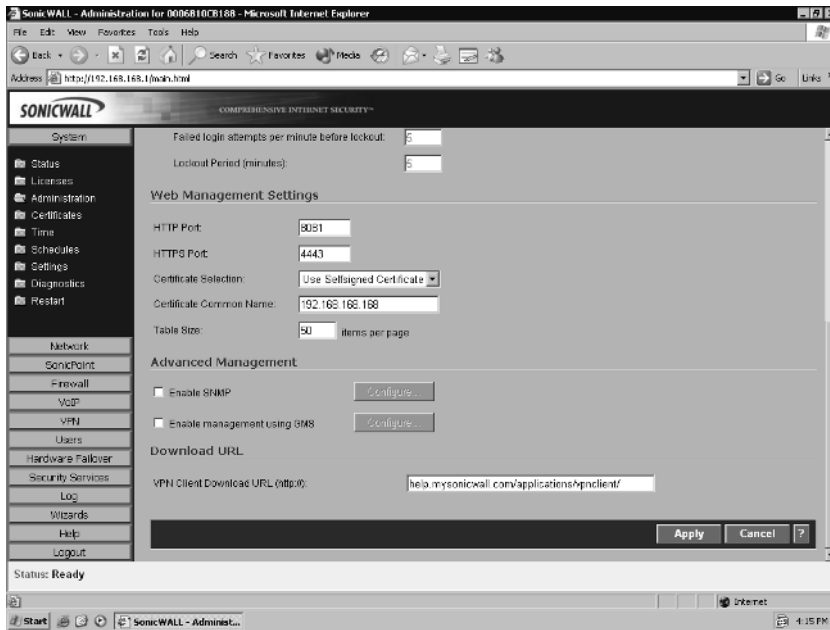 SonicWALL - Administration for 0006B10CB188 - Microsoft Internet Explorer
File Edit View Favorites Tools Help
Back Search Favorites Media
Address http://192.168.168.1/main.html Go Links
SONICWALL COMPREHENSIVE INTERNET SECURITY™
System
Status
Licenses
Administration
Certificates
Time
Schedules
Settings
Diagnostics
Restart
Network
SonicPoint
Firewall
VoIP
VPN
Users
Hardware Failover
Security Services
Log
Wizards
Help
Logout
Failed login attempts per minute before lockout: 5
Lockout Period (minutes): 5
Web Management Settings
HTTP Port: 8081
HTTPS Port: 4443
Certificate Selection: Use Selfsigned Certificate
Certificate Common Name: 192.168.168.168
Table Size: 50 items per page
Advanced Management
Enable SNMP Configure...
Enable management using GMS Configure...
Download URL
VPN Client Download URL (http://): help.mysonicwall.com/applications/vpnclient/
Apply Cancel ?
Status: Ready
Internet
Start SonicWALL - Administ... 4:15 PM